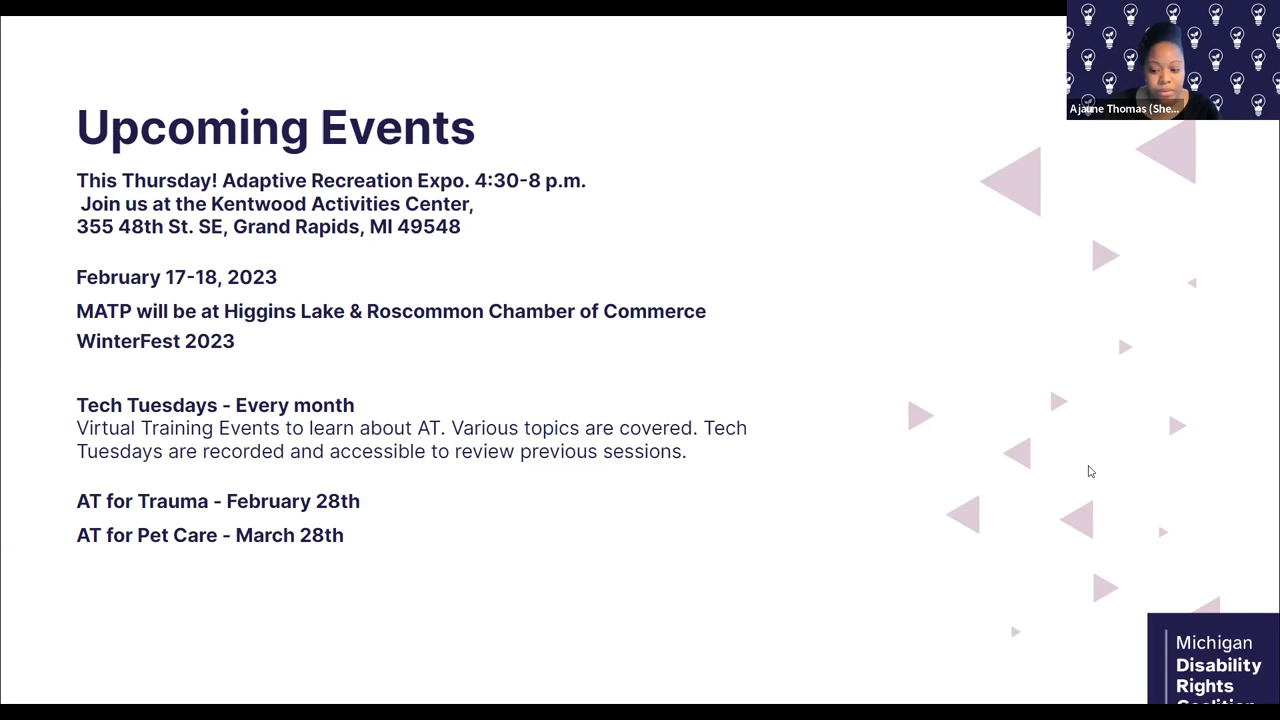 Upcoming Events
This Thursday! Adaptive Recreation Expo. 4:30-8 p.m.
Join us at the Kentwood Activities Center,
355 48th St. SE, Grand Rapids, MI 49548
February 17-18, 2023
MATP will be at Higgins Lake & Roscommon Chamber of Commerce
WinterFest 2023
Tech Tuesdays - Every month
Virtual Training Events to learn about AT. Various topics are covered. Tech
Tuesdays are recorded and accessible to review previous sessions.
AT for Trauma - February 28th
AT for Pet Care - March 28th
Ajaune Thomas (She...
Michigan
Disability
Rights
Coalition